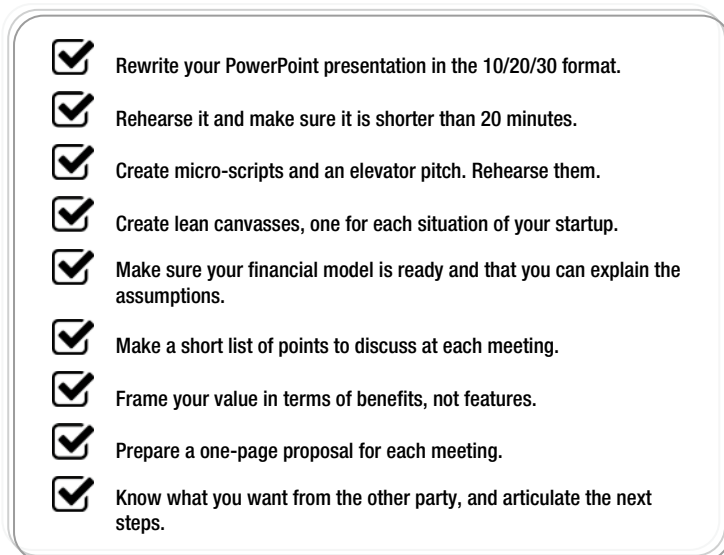 Rewrite your PowerPoint presentation in the 10/20/30 format.
Rehearse it and make sure it is shorter than 20 minutes.
Create micro-scripts and an elevator pitch. Rehearse them.
Create lean canvasses, one for each situation of your startup.
Make sure your financial model is ready and that you can explain the
assumptions.
Make a short list of points to discuss at each meeting.
Frame your value in terms of benefits, not features.
Prepare a one-page proposal for each meeting.
Know what you want from the other party, and articulate the next
steps.